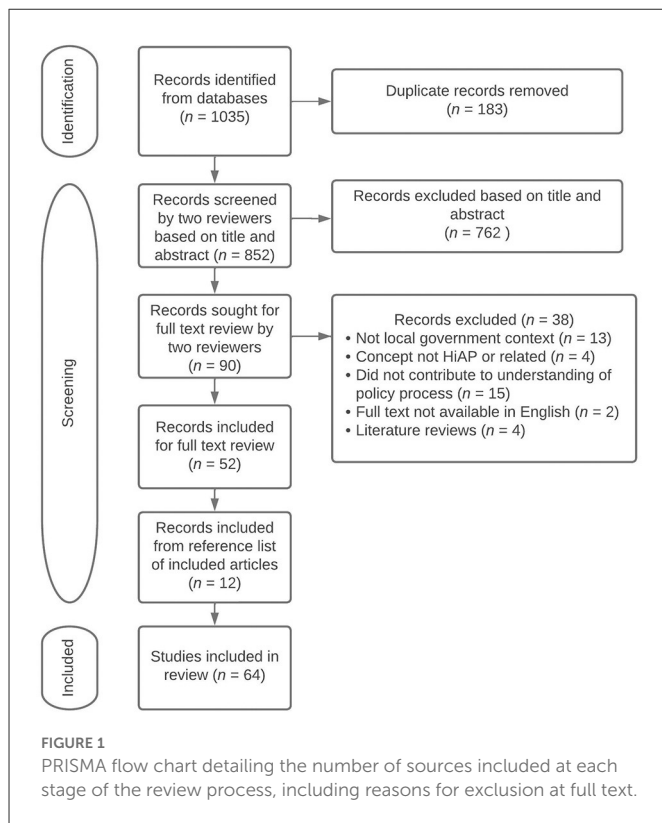 Identification
Records identified
from databases
(n = 1035)
Duplicate records removed
(n = 183)
Screening
Records screened
by two reviewers
based on title and
abstract (n = 852)
Records excluded based on title and
abstract
(n = 762 )
Records sought for
full text review by
two reviewers
(n = 90)
Records excluded (n = 38)
• Not local government context (n = 13)
• Concept not HiAP or related (n = 4)
• Did not contribute to understanding of
policy process (n = 15)
• Full text not available in English (n = 2)
• Literature reviews (n = 4)
Records included
for full text review
(n = 52)
Records included
from reference list
of included articles
(n = 12)
Included
Studies included in
review (n = 64)
FIGURE 1
PRISMA flow chart detailing the number of sources included at each
stage of the review process, including reasons for exclusion at full text.